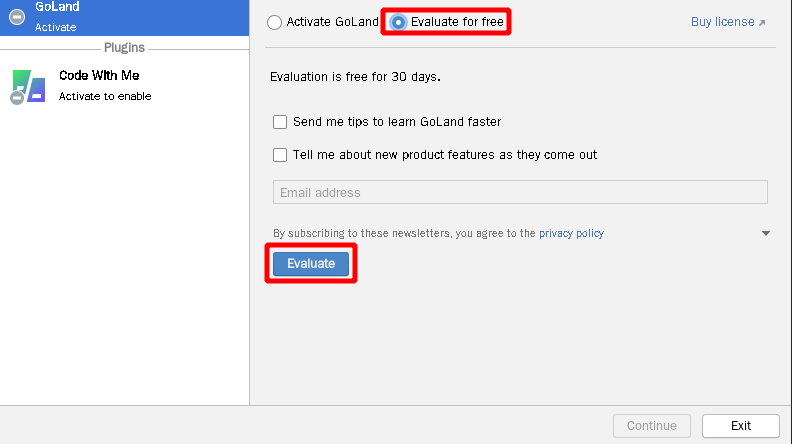 GoLand
Activate
Plugins
Code With Me
Activate to enable
Activate GoLand Evaluate for free Buy license
Evaluation is free for 30 days.
Send me tips to learn GoLand faster
Tell me about new product features as they come out
Email address
By subscribing to these newsletters, you agree to the privacy policy
Evaluate
Continue Exit